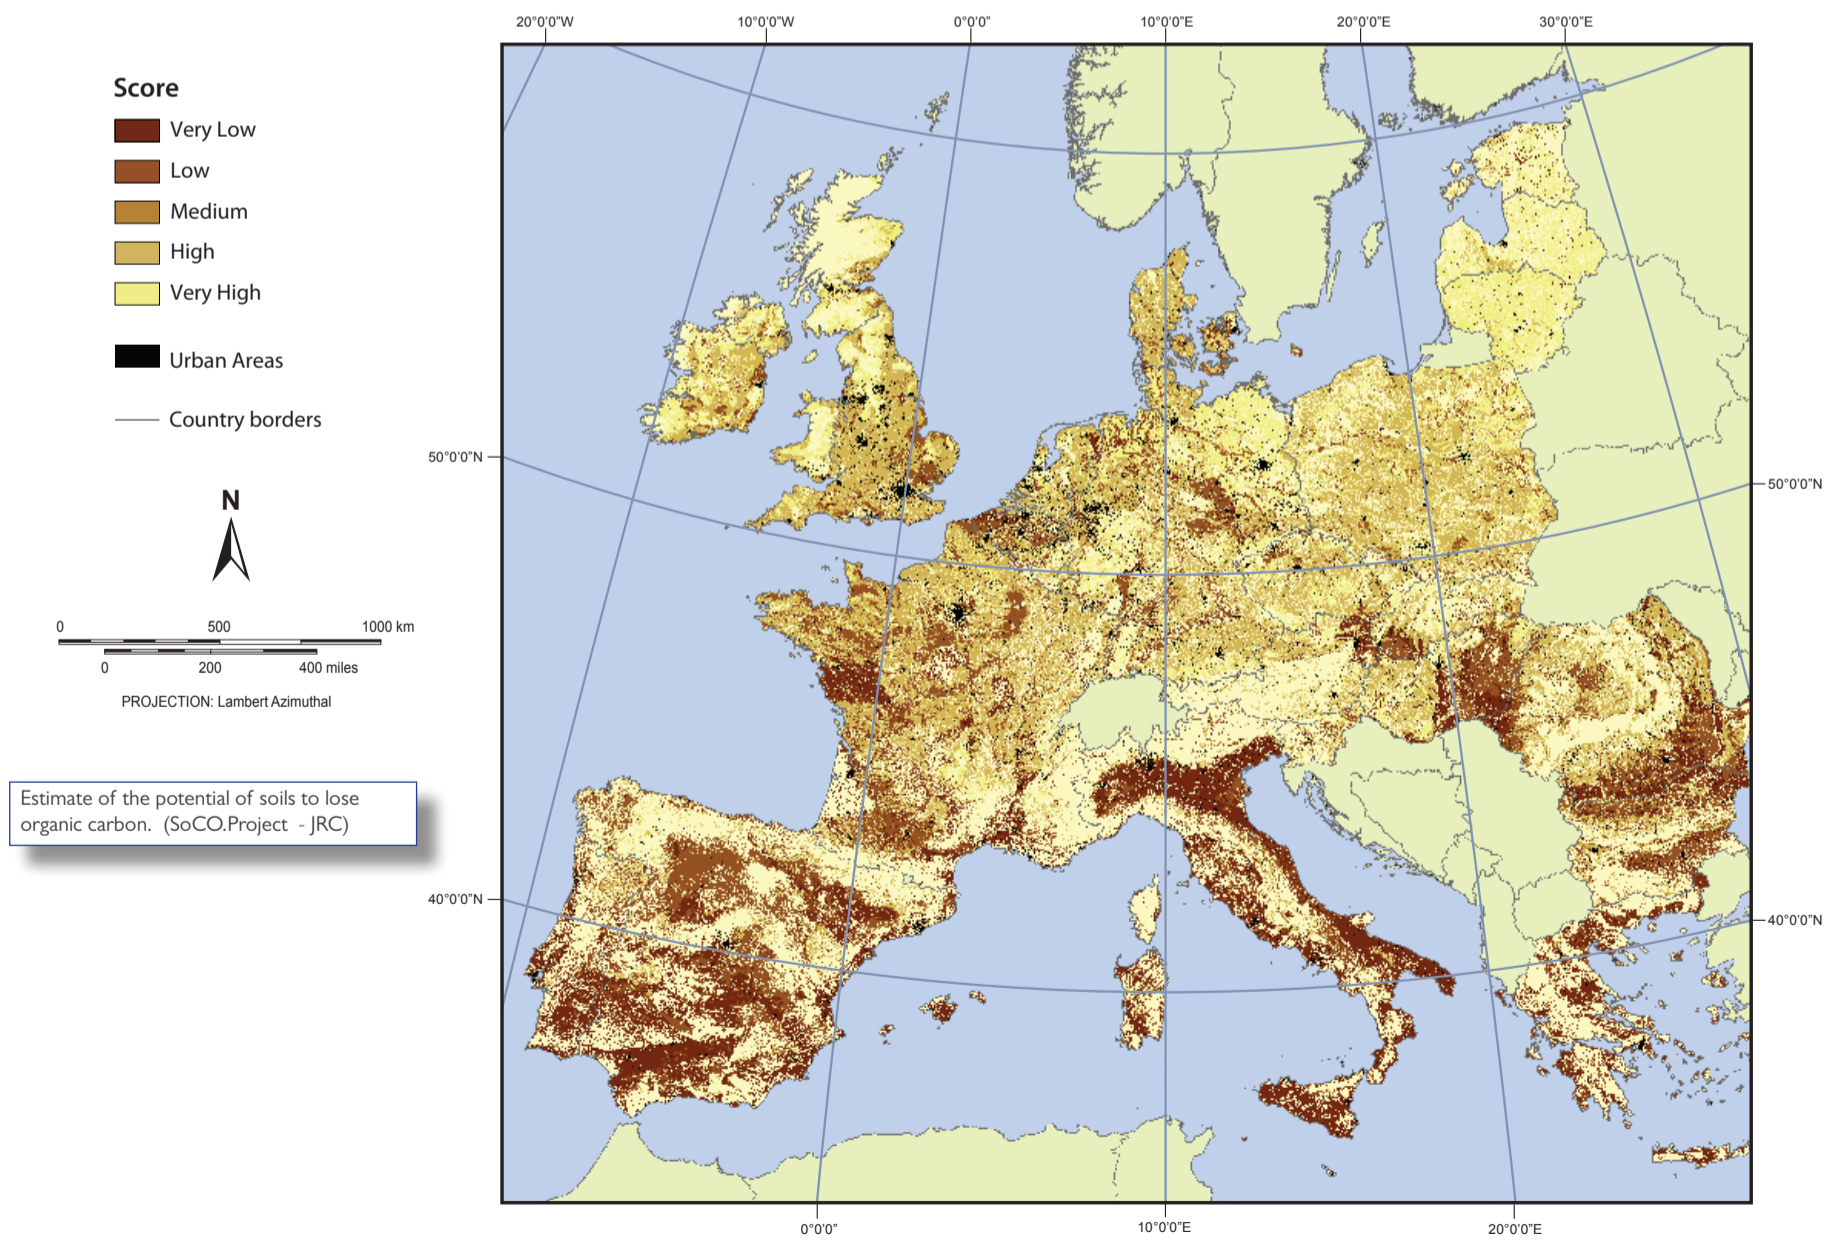 20°0'0"W
10°0'0"W
0°0'0"
10°0'0"E
20°0'0"E
30°0'0"E
Score
Very Low
Low
Medium
High
Very High
Urban Areas
Country borders
50°0'0"N
50°0'0"N
N
0 500 1000 km
0 200 400 miles
PROJECTION: Lambert Azimuthal
Estimate of the potential of soils to lose
organic carbon. (SoCO.Project - JRC)
40°0'0"N
40°0'0"N
0°0'0"
10°0'0"E
20°0'0"E